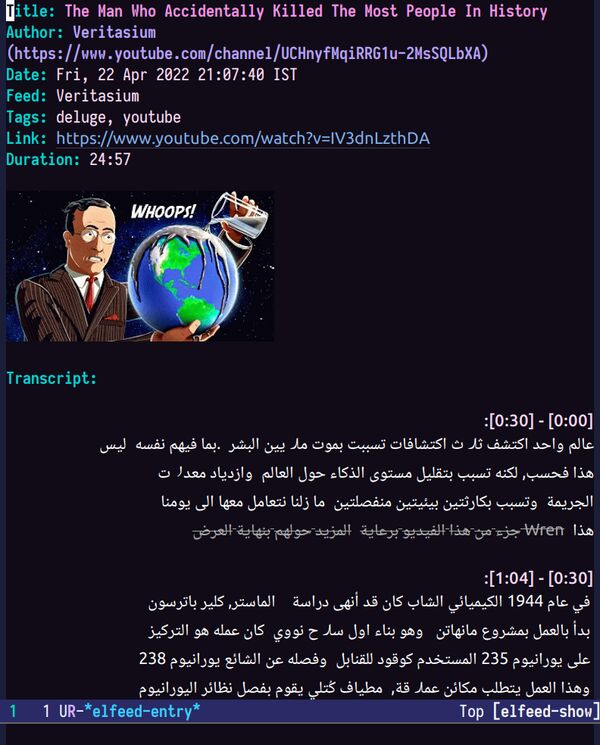 Title: The Man Who Accidentally Killed The Most People In History
Author: Veritasium
(https://www.youtube.com/channel/UCHnyfMqiRRG1u-2MsSQLbXA)
Date: Fri, 22 Apr 2022 21:07:40 IST
Feed: Veritasium
Tags: deluge, youtube
Link: https://www.youtube.com/watch?v=IV3dnLzthDA
Duration: 24:57
WHOOPS!
Transcript:
[0:00] - [0:30]:
عالم واحد اكتشف ثلاث اكتشافات تسببت بموت ملايين البشر .بما فيهم نفسه ليس
هذا فحسب, لكنه تسبب بتقليل مستوى الذكاء حول العالم وازدياد معدلات
الجريمة وتسبب بكارثتين بيئيتين منفصلتين ما زلنا نتعامل معها الى يومنا
هذا Wren جزء من هذا الفيديو برعاية المزيد حولهم بنهاية العرض
[0:30] - [1:04]:
في عام 1944 الكيميائي الشاب كان قد أنهى دراسة الماستر, كلير باترسون
بدأ بالعمل بمشروع مانهاتن وهو بناء اول سلاح نووي كان عمله هو التركيز
على يورانيوم 235 المستخدم كوقود للقنابل وفصله عن الشائع يورانيوم 238
وهذا العمل يتطلب مكائن عملاقة, مطياف كُتلي يقوم بفصل نظائر اليورانيوم
1 1 UR-*elfeed-entry* Top [elfeed-show]